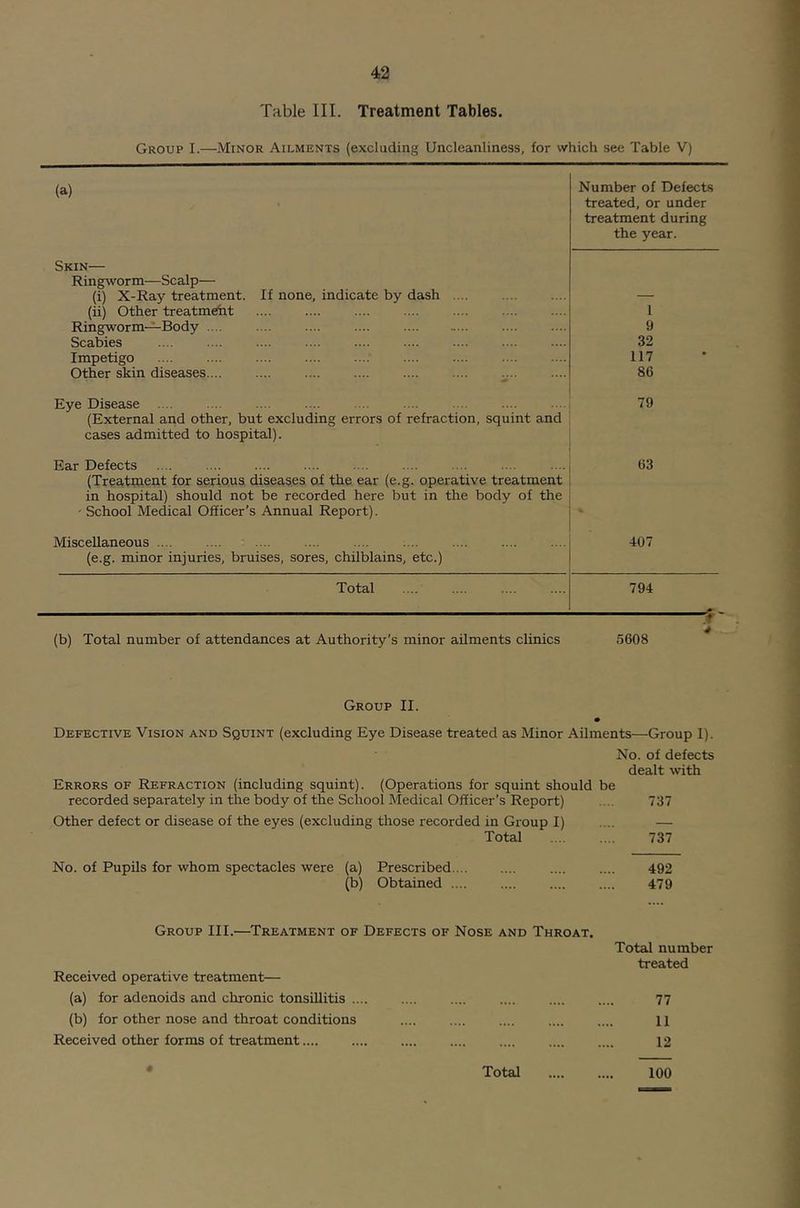 42
Table III. Treatment Tables.
Group I.—Minor Ailments (excluding Uncleanliness, for which see Table V)
(a)
Number of Defects
treated, or under
treatment during
the year.
Skin—
Ringworm—Scalp—
(i) X-Ray treatment. If none, indicate by dash .... .... .... —
(ii) Other treatment .... .... .... .... .... .... .... 1
Ringworm—Body .... .... .... .... .... .... .... .... 9
Scabies .... .... .... .... .... .... .... .... .... 32
Impetigo .... .... .... .... .... .... .... .... .... 117
Other skin diseases.... .... .... .... .... .... .... .... 86
Eye Disease .... .... .... .... .... .... .... .... .... 79
(External and other, but excluding errors of refraction, squint and
cases admitted to hospital).
Ear Defects .... .... .... .... .... .... .... .... .... 63
(Treatment for serious diseases of the ear (e.g. operative treatment
in hospital) should not be recorded here but in the body of the
School Medical Officer's Annual Report).
Miscellaneous .... .... .... .... .... .... .... .... .... 407
(e.g. minor injuries, bruises, sores, chilblains, etc.)
Total .... .... .... .... 794
(b) Total number of attendances at Authority's minor ailments clinics 5608
Group II.
Defective Vision and Squint (excluding Eye Disease treated as Minor Ailments—Group I).
No. of defects
dealt with
Errors of Refraction (including squint). (Operations for squint should be
recorded separately in the body of the School Medical Officer's Report) .... 737
Other defect or disease of the eyes (excluding those recorded in Group I) .... —
Total .... .... 737
No. of Pupils for whom spectacles were (a) Prescribed.... .... .... .... 492
(b) Obtained .... .... .... .... 479
....
Group III.—Treatment of Defects of Nose and Throat.
Total number
treated
Received operative treatment—
(a) for adenoids and chronic tonsillitis .... .... .... .... .... .... 77
(b) for other nose and throat conditions .... .... .... .... .... 11
Received other forms of treatment.... .... .... .... .... .... .... 12
Total .... .... 100